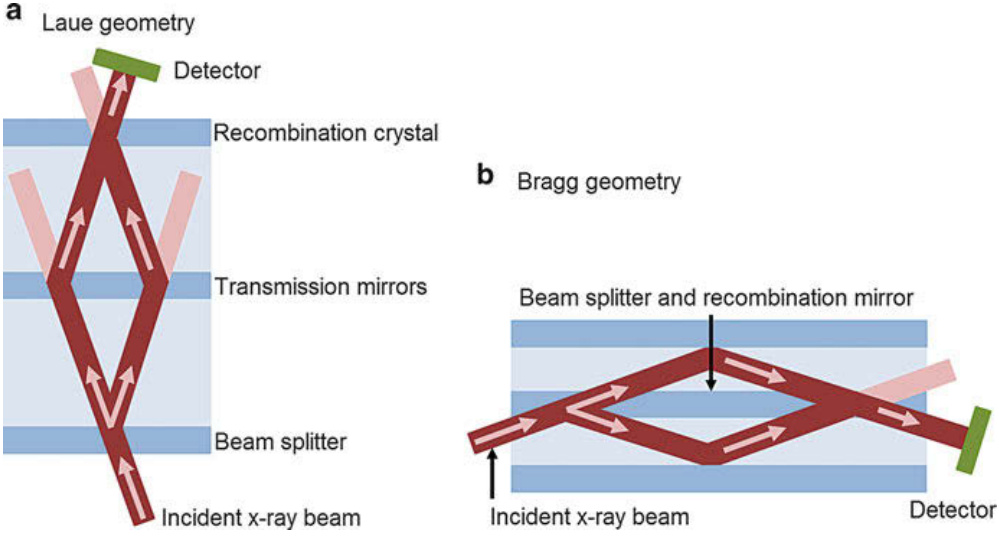 a
Laue geometry
Detector
Recombination crystal
Transmission mirrors
Beam splitter
Incident x-ray beam
b
Bragg geometry
Beam splitter and recombination mirror
Incident x-ray beam
Detector